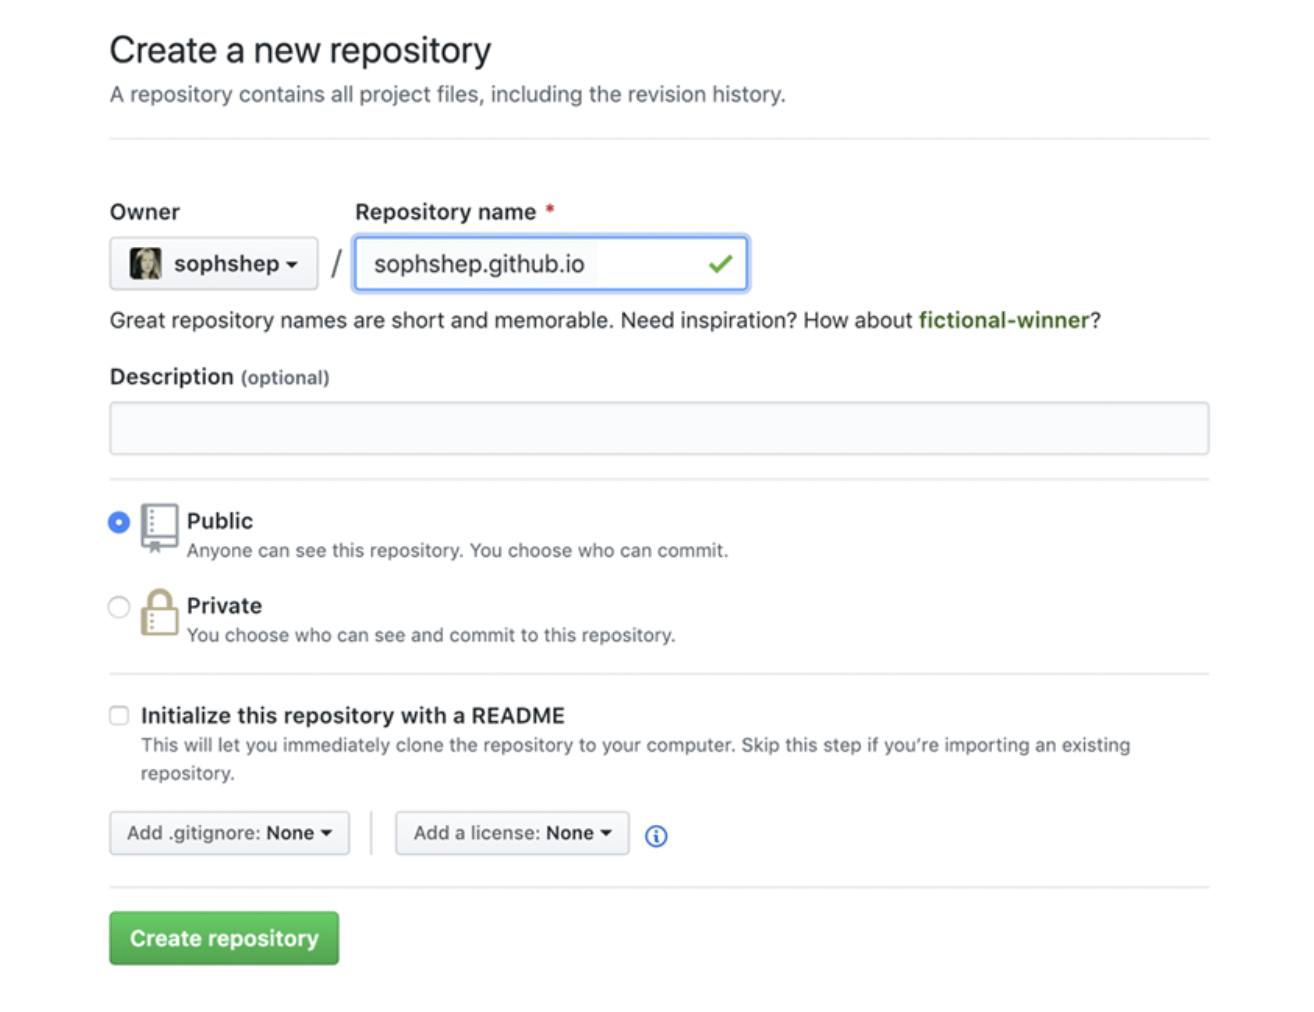 Create a new repository
A repository contains all project files, including the revision history.
Owner
Repository name *
sophshep
/
sophshep.github.io
Great repository names are short and memorable. Need inspiration? How about fictional-winner?
Description (optional)
Public
Anyone can see this repository. You choose who can commit.
Private
You choose who can see and commit to this repository.
Initialize this repository with a README
This will let you immediately clone the repository to your computer. Skip this step if you’re importing an existing
repository.
Add .gitignore: None
Add a license: None
Create repository